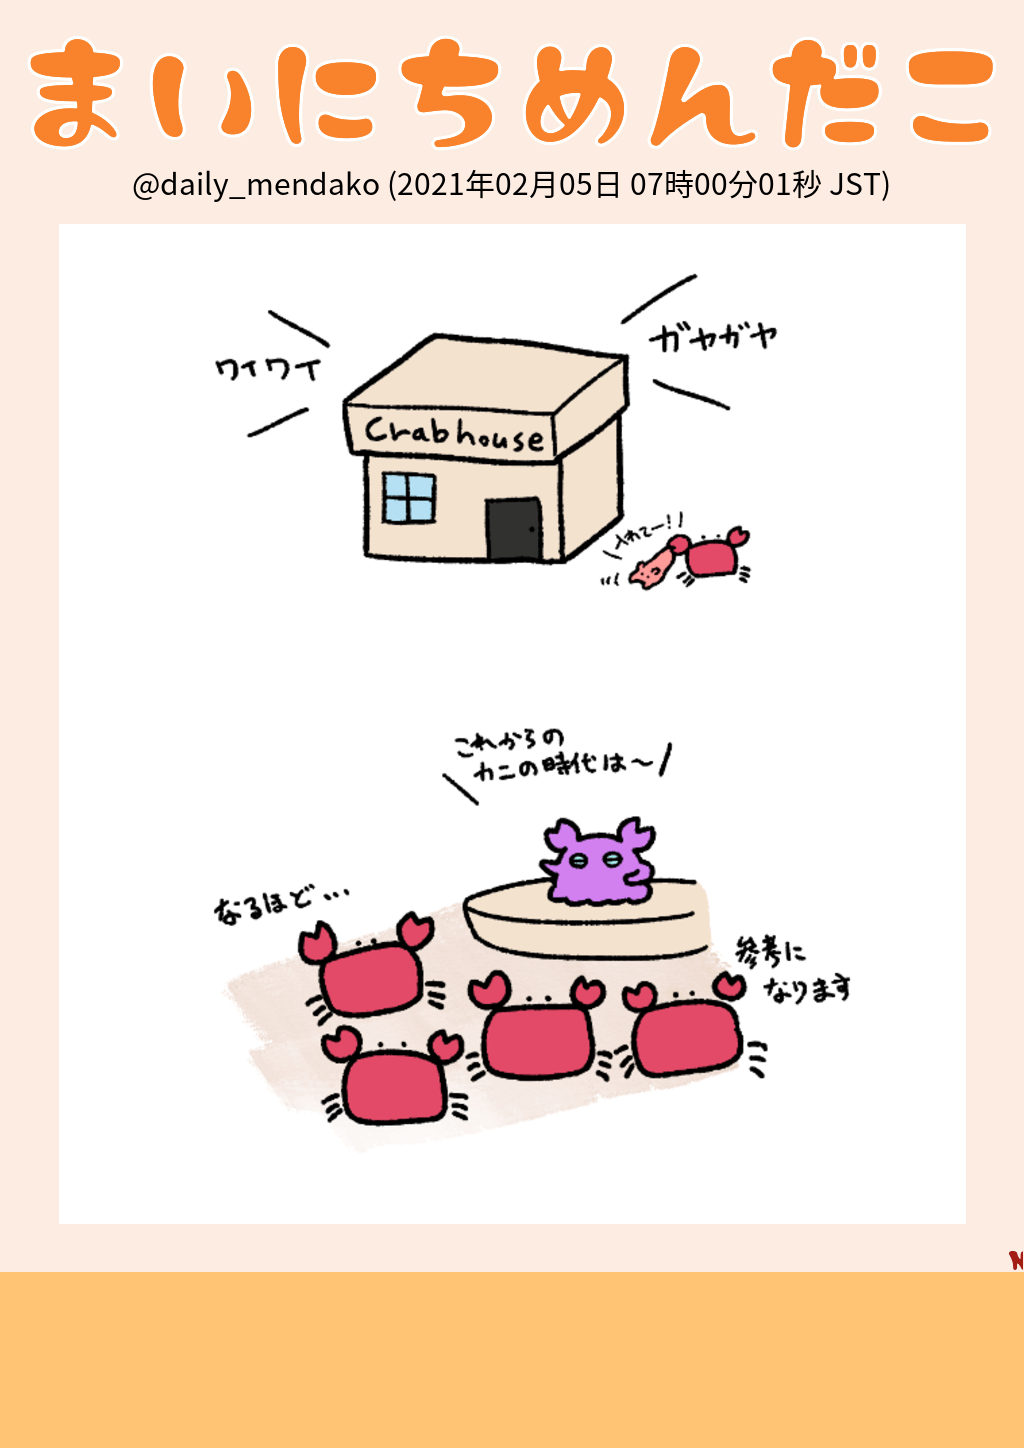 まいにちめんだこ
@daily_mendako (2021年02月05日 07時00分01秒 JST)
ワイワイ
ガヤガヤ
Crabhouse
入れてー!!
これからの
カニの時代は〜
なるほど…
参考に
なります